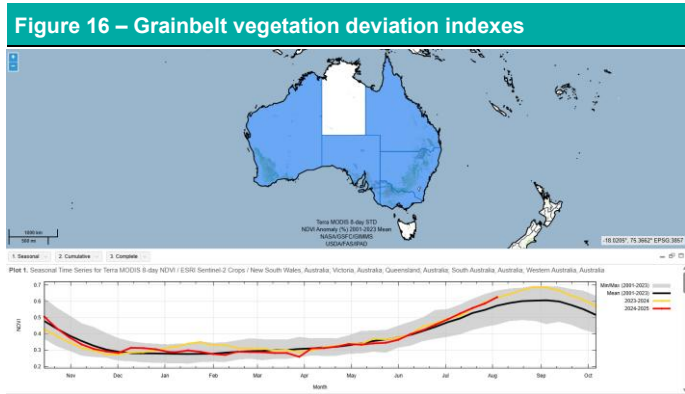 Figure 16 – Grainbelt vegetation deviation indexes
+
−
Terra MODIS 8-day STD
NDVI Anomaly (%) 2001-2023 Mean
NASA/GSFC/GIMMS
USDA/FAS/IPAD
1000 km
500 mi
-18.0205°, 75.3662° EPSG:3857
1. Seasonal
2. Cumulative
3. Complete
Plot 1. Seasonal Time Series for Terra MODIS 8-day NDVI / ESRI Sentinel-2 Crops / New South Wales, Australia; Victoria, Australia; Queensland, Australia; South Australia, Australia; Western Australia, Australia
Min/Max (2001-2023)
Mean (2001-2023)
2023-2024
2024-2025
0.7
0.6
0.5
0.4
0.3
0.2
NDVI
Nov Dec Jan Feb Mar Apr May Jun Jul Aug Sep Oct
Month